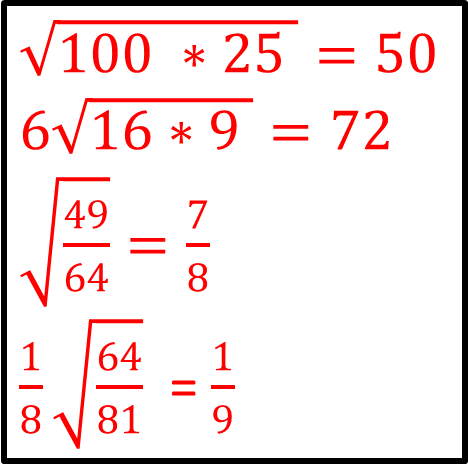 √(100 * 25) = 50
6√(16 * 9) = 72
√(49/64) = 7/8
1/8 √(64/81) = 1/9